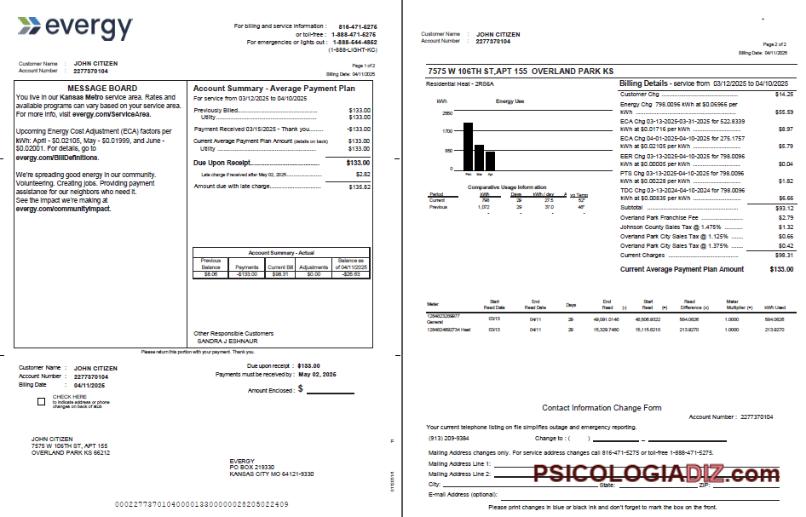 evergy
For billing and service information : 816-471-5275
or toll-free : 1-888-471-5275
For emergencies or lights out : 1-888-544-4852
(1-888-LIGHT-KC)
Customer Name : JOHN CITIZEN
Account Number : 2277370104
Page 1 of 2
Billing Date: 04/11/2025
MESSAGE BOARD
You live in our Kansas Metro service area. Rates and
available programs can vary based on your service area.
For more info, visit evergy.com/ServiceArea.
Upcoming Energy Cost Adjustment (ECA) factors per
kWh: April - $0.02105, May - $0.01999, and June -
$0.02001. For details, go to
evergy.com/BillDefinitions.
We're spreading good energy in our community.
Volunteering. Creating jobs. Providing payment
assistance for our neighbors who need it.
See the impact we're making at
evergy.com/communityimpact.
Account Summary - Average Payment Plan
For service from 03/12/2025 to 04/10/2025
Previously Billed $133.00
Utility $133.00
Payment Received 03/15/2025 - Thank you -$133.00
Current Average Payment Plan Amount (details on back) $133.00
Utility $133.00
Due Upon Receipt $133.00
Late charge if received after May 02, 2025 $2.82
Amount due with late charge $135.82
Account Summary - Actual
Previous Balance Payments Current Bill Adjustments Balance as of 04/11/2025
$8.06 -$133.00 $98.31 $0.00
Other Responsible Customers
SANDRA J ESHNAUR
Please return this portion with your payment. Thank you.
Customer Name : JOHN CITIZEN
Account Number : 2277370104
Billing Date : 04/11/2025
CHECK HERE
to indicate address or phone
changes on back of stub
Due upon receipt : $133.00
Payments must be received by : May 02, 2025
Amount Enclosed : $
JOHN CITIZEN
7575 W 106TH ST, APT 155
OVERLAND PARK KS 66212
EVERGY
PO BOX 219330
KANSAS CITY MO 64121-9330
Customer Name : JOHN CITIZEN
Account Number : 2277370104
Page 2 of 2
Billing Date: 04/11/2025
7575 W 106TH ST,APT 155 OVERLAND PARK KS
Residential Heat - 2RS6A
kWh
Energy Use
2550
1700
850
0
Feb Mar Apr
Comparative Usage Information
Period kWh Days kWh / day Av Temp
Current 798 29 27.5 52°
Previous 1,072 29 37.0 46°
Billing Details - service from 03/12/2025 to 04/10/2025
Customer Chg $14.25
Energy Chg 798.0096 kWh at $0.06966 per
kWh $55.59
ECA Chg 03-13-2025-03-31-2025 for 522.8339
kWh at $0.01716 per kWh $8.97
ECA Chg 04-01-2025-04-10-2025 for 275.1757
kWh at $0.02105 per kWh $5.79
EER Chg 03-13-2025-04-10-2025 for 798.0096
kWh at $0.00005 per kWh $0.04
PTS Chg 03-13-2025-04-10-2025 for 798.0096
kWh at $0.00228 per kWh $1.82
TDC Chg 03-13-2024-04-10-2024 for 798.0096
kWh at $0.00835 per kWh $6.66
Subtotal $93.12
Overland Park Franchise Fee $2.79
Johnson County Sales Tax @ 1.475% $1.32
Overland Park City Sales Tax @ 1.125% $0.66
Overland Park City Sales Tax @ 1.375% $0.42
Current Charges $98.31
Current Average Payment Plan Amount $133.00
Meter Start Read Date End Read Date Days End Read (-) Start Read (=) Read Difference (x) Meter Multiplier (=) kWh Used
General 03/13 04/11 29 1.0000
Heat 03/13 04/11 29 213.9270 1.0000 213.9270
Contact Information Change Form
Account Number : 2277370104
Your current telephone listing on file simplifies outage and emergency reporting.
(913) 209-9384 Change to : ( )
Mailing Address changes only. For service address changes call 816-471-5275 or toll-free 1-888-471-5275.
Mailing Address Line 1:
Mailing Address Line 2:
City: State: ZIP:
E-mail Address (optional):
Please print changes in blue or black ink and don't forget to mark the box on the front.
PSICOLOGIADIZ.com